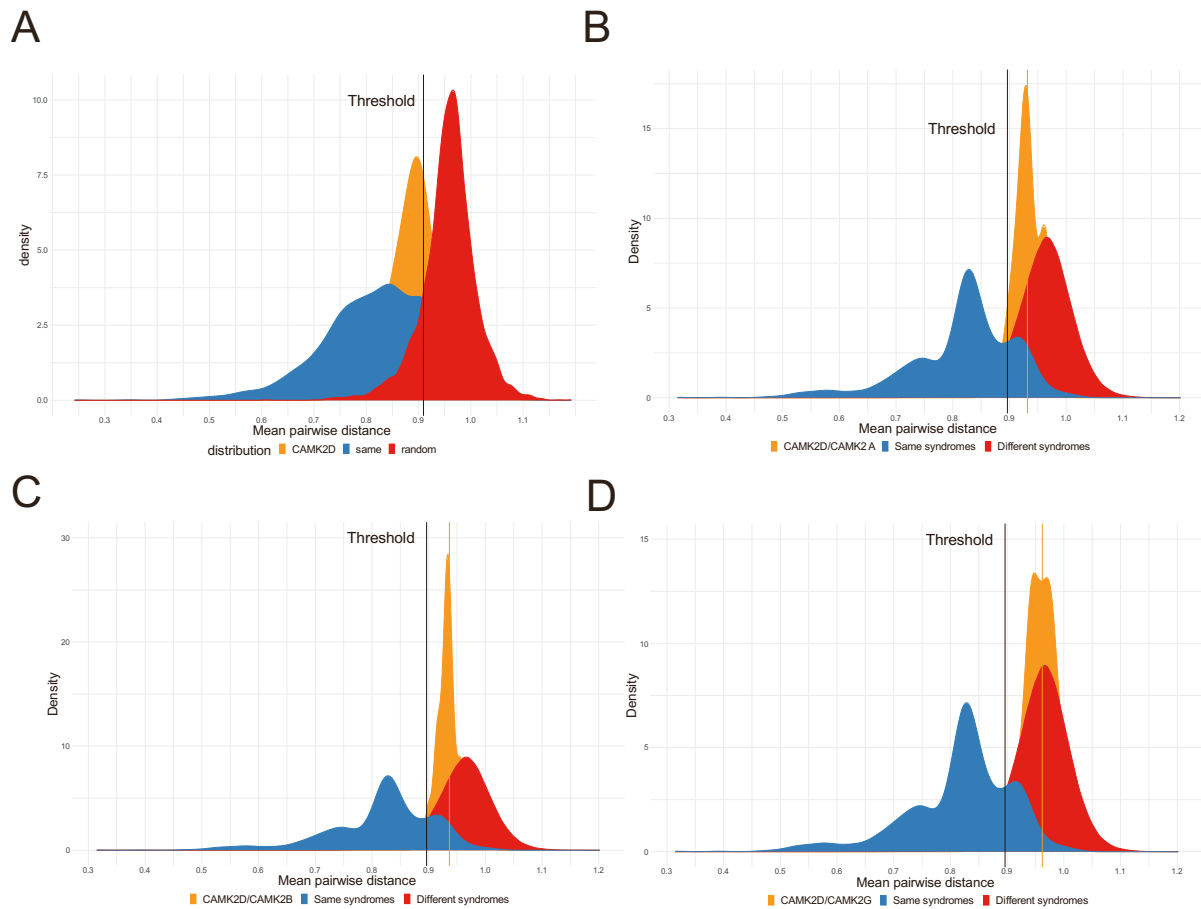 A
Threshold
10.0
7.5
5.0
2.5
0.0
density
0.3 0.4 0.5 0.6 0.7 0.8 0.9 1.0 1.1
Mean pairwise distance
distribution CAMK2D same random
B
Threshold
15
10
5
0
Density
0.3 0.4 0.5 0.6 0.7 0.8 0.9 1.0 1.1 1.2
Mean pairwise distance
CAMK2D/CAMK2A Same syndromes Different syndromes
C
Threshold
30
20
10
0
Density
0.3 0.4 0.5 0.6 0.7 0.8 0.9 1.0 1.1 1.2
Mean pairwise distance
CAMK2D/CAMK2B Same syndromes Different syndromes
D
Threshold
15
10
5
0
Density
0.3 0.4 0.5 0.6 0.7 0.8 0.9 1.0 1.1 1.2
Mean pairwise distance
CAMK2D/CAMK2G Same syndromes Different syndromes